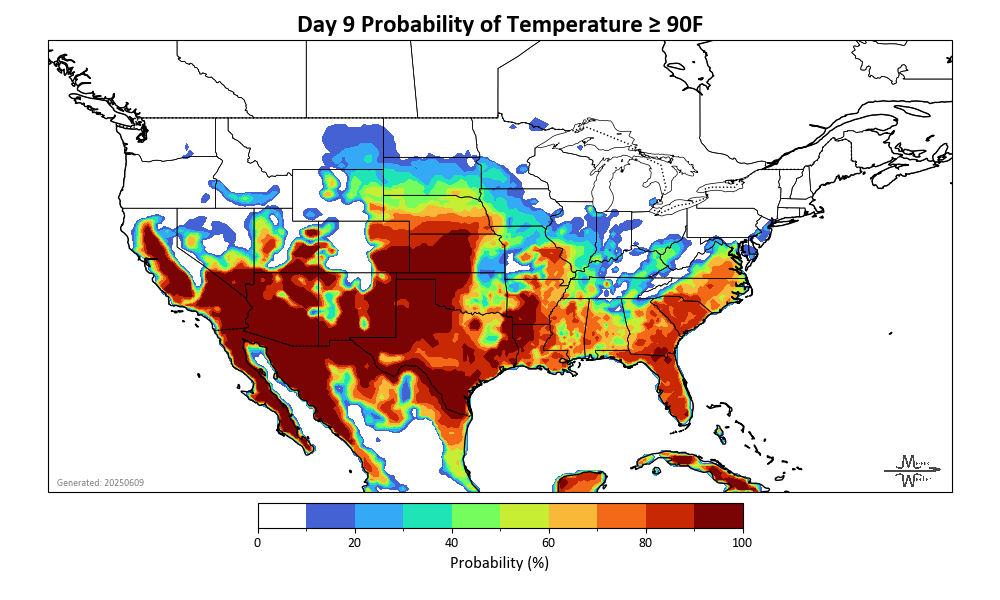 Day 9 Probability of Temperature ≥ 90F
Generated: 20250609
0 20 40 60 80 100
Probability (%)